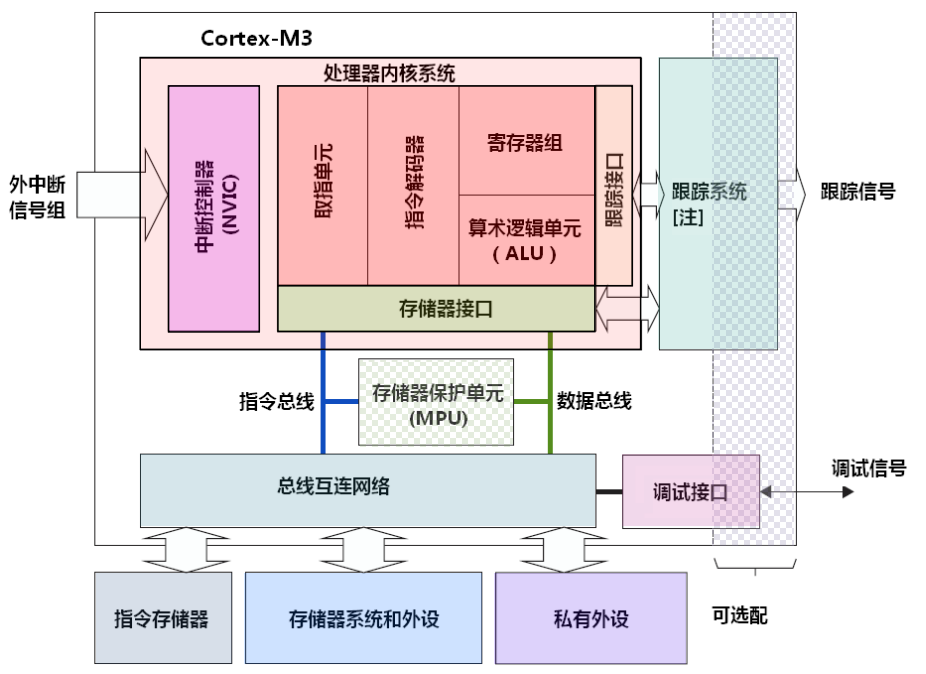 Cortex-M3
处理器内核系统
外中断
信号组
中断控制器
(NVIC)
取指单元
指令解码器
寄存器组
算术逻辑单元
( ALU )
跟踪接口
跟踪系统
[注]
跟踪信号
存储器接口
指令总线
存储器保护单元
(MPU)
数据总线
总线互连网络
调试接口
调试信号
指令存储器
存储器系统和外设
私有外设
可选配